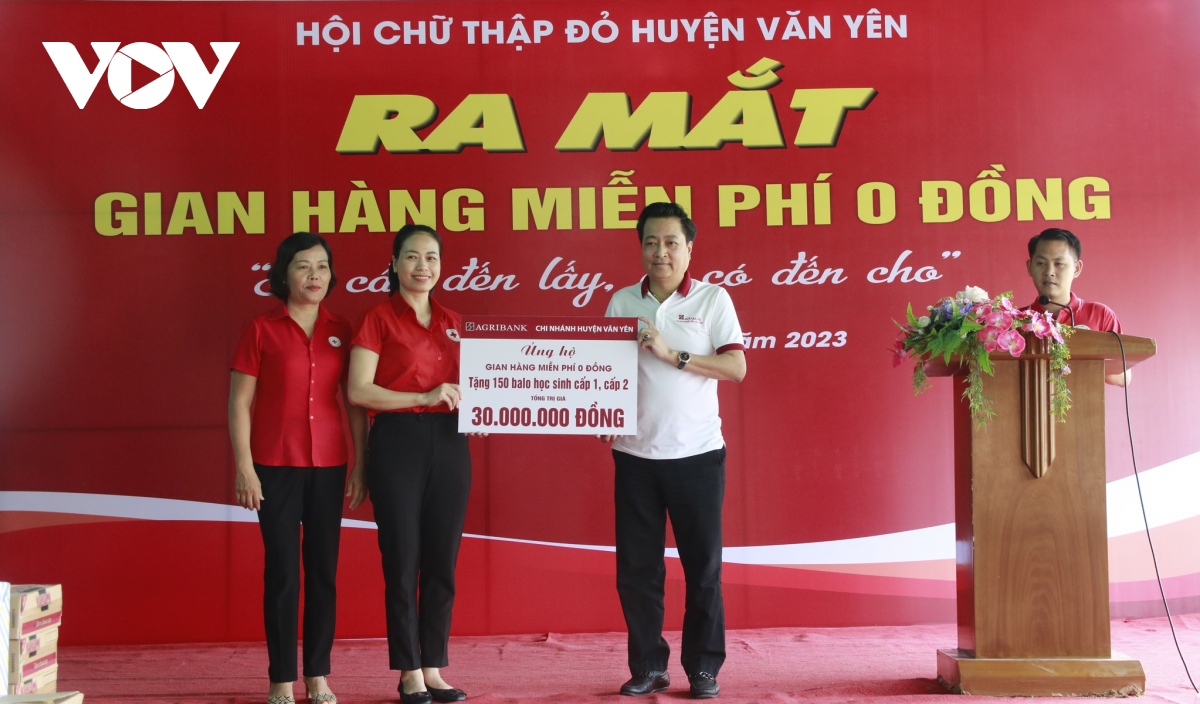 VOV
HỘI CHỮ THẬP ĐỎ HUYỆN VĂN YÊN
RA MẮT
GIAN HÀNG MIỄN PHÍ 0 ĐỒNG
đến lấy, có đến cho”
2023
AGRIBANK CHI NHÁNH HUYỆN VĂN YÊN
Ủng hộ
GIAN HÀNG MIỄN PHÍ 0 ĐỒNG
Tặng 150 balo học sinh cấp 1, cấp 2
TỔNG TRỊ GIÁ
30.000.000 ĐỒNG
AGRIBANK